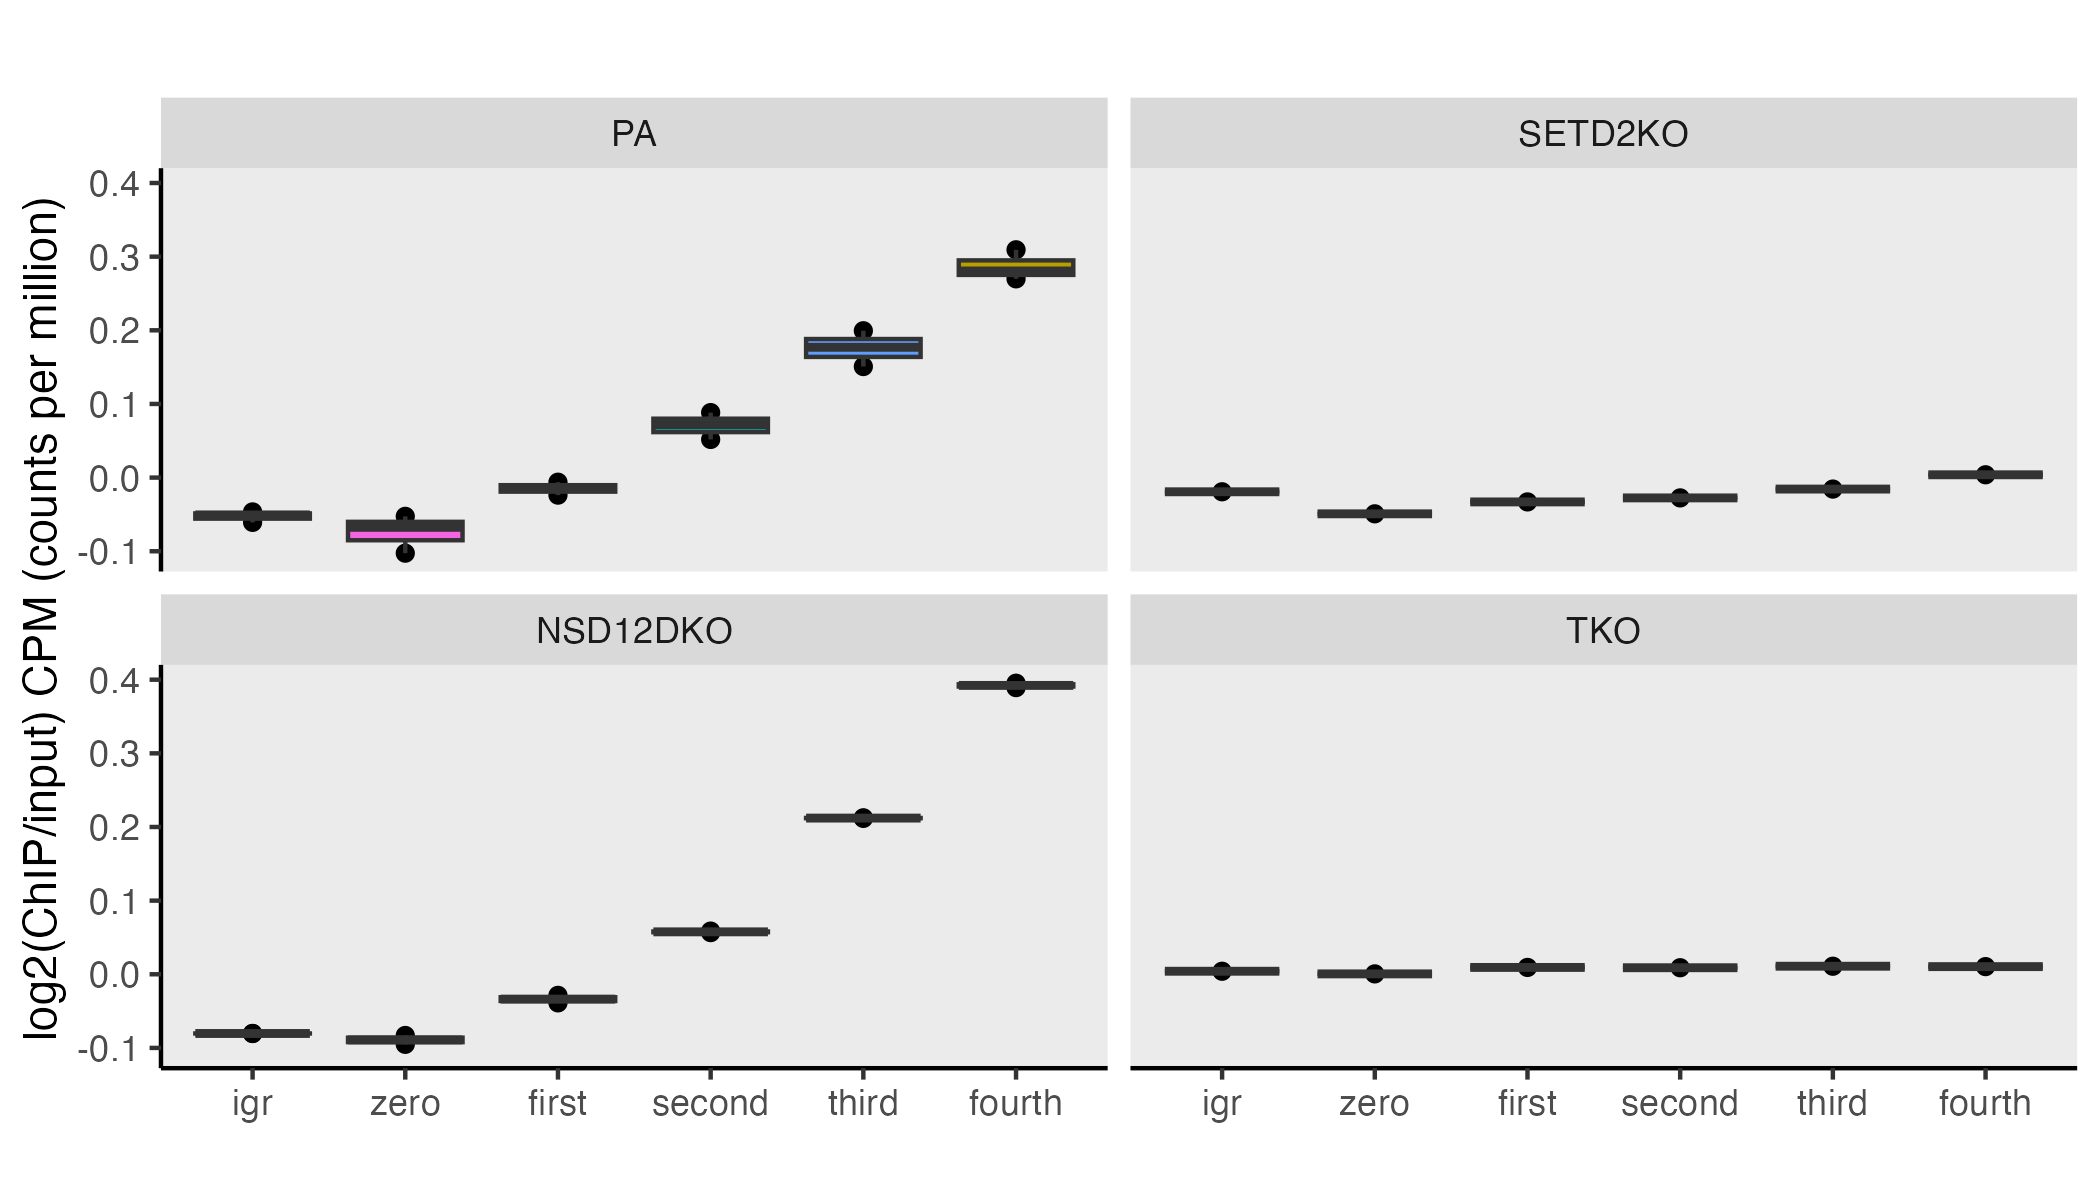 log2(ChIP/input) CPM (counts per million)
PA
0.4
0.3
0.2
0.1
0.0
-0.1
SETD2KO
NSD12DKO
0.4
0.3
0.2
0.1
0.0
-0.1
igr zero first second third fourth
TKO
igr zero first second third fourth